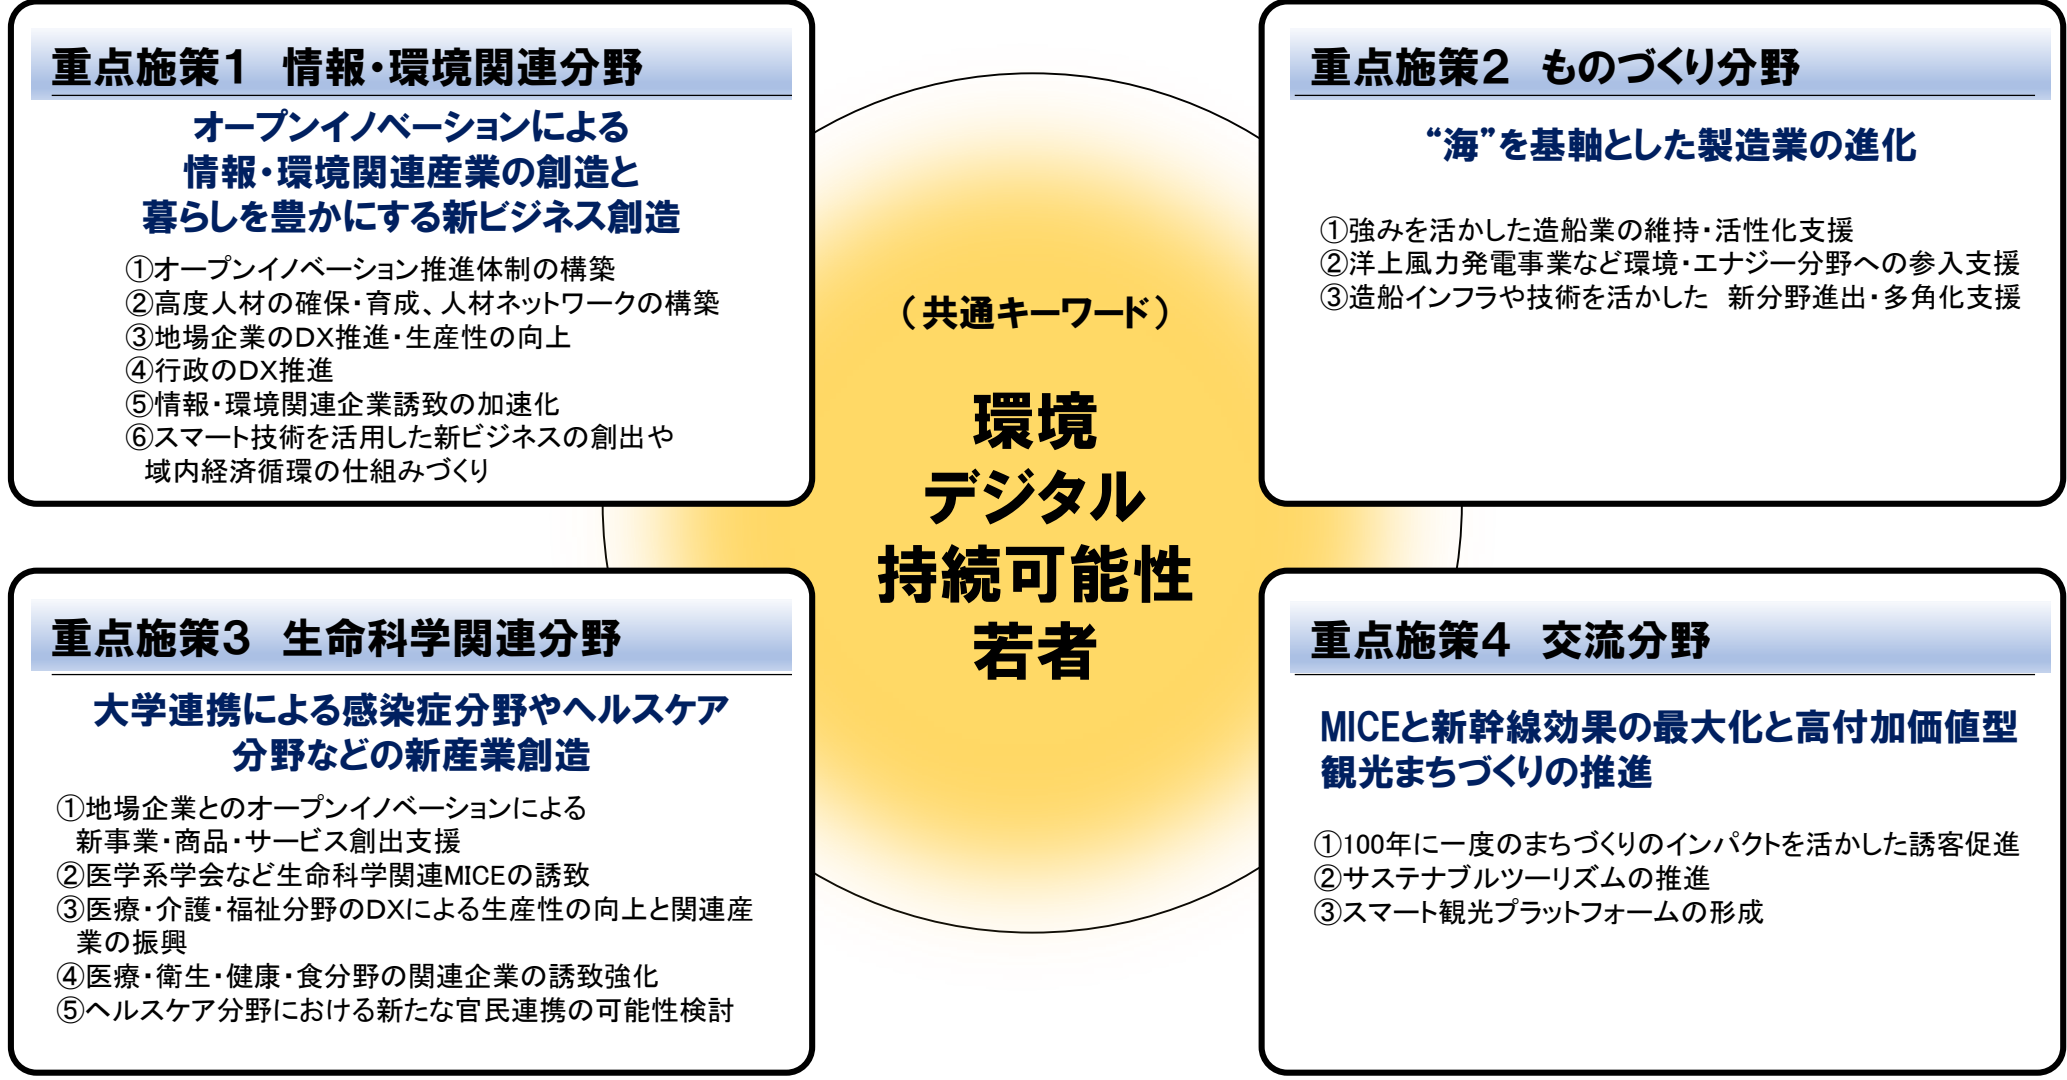 重点施策1　情報・環境関連分野
オープンイノベーションによる
情報・環境関連産業の創造と
暮らしを豊かにする新ビジネス創造
①オープンイノベーション推進体制の構築
②高度人材の確保・育成、人材ネットワークの構築
③地場企業のDX推進・生産性の向上
④行政のDX推進
⑤情報・環境関連企業誘致の加速化
⑥スマート技術を活用した新ビジネスの創出や
域内経済循環の仕組みづくり
重点施策2　ものづくり分野
“海”を基軸とした製造業の進化
①強みを活かした造船業の維持・活性化支援
②洋上風力発電事業など環境・エナジー分野への参入支援
③造船インフラや技術を活かした　新分野進出・多角化支援
（共通キーワード）
環境
デジタル
持続可能性
若者
重点施策3　生命科学関連分野
大学連携による感染症分野やヘルスケア
分野などの新産業創造
①地場企業とのオープンイノベーションによる
新事業・商品・サービス創出支援
②医学系学会など生命科学関連MICEの誘致
③医療・介護・福祉分野のDXによる生産性の向上と関連産
業の振興
④医療・衛生・健康・食分野の関連企業の誘致強化
⑤ヘルスケア分野における新たな官民連携の可能性検討
重点施策4　交流分野
MICEと新幹線効果の最大化と高付加価値型
観光まちづくりの推進
①100年に一度のまちづくりのインパクトを活かした誘客促進
②サステナブルツーリズムの推進
③スマート観光プラットフォームの形成